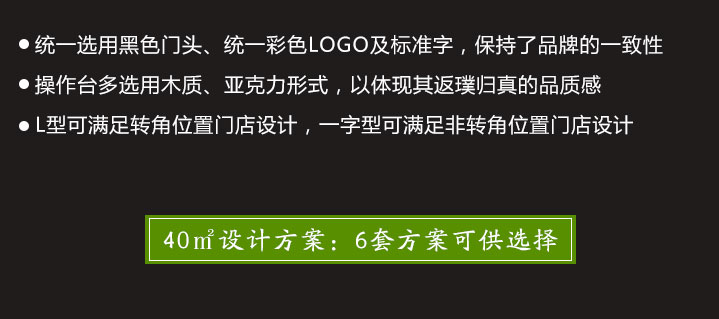 ●统一选用黑色门头、统一彩色LOGO及标准字，保持了品牌的一致性
●操作台多选用木质、亚克力形式，以体现其返璞归真的品质感
●L型可满足转角位置门店设计，一字型可满足非转角位置门店设计
40㎡设计方案：6套方案可供选择